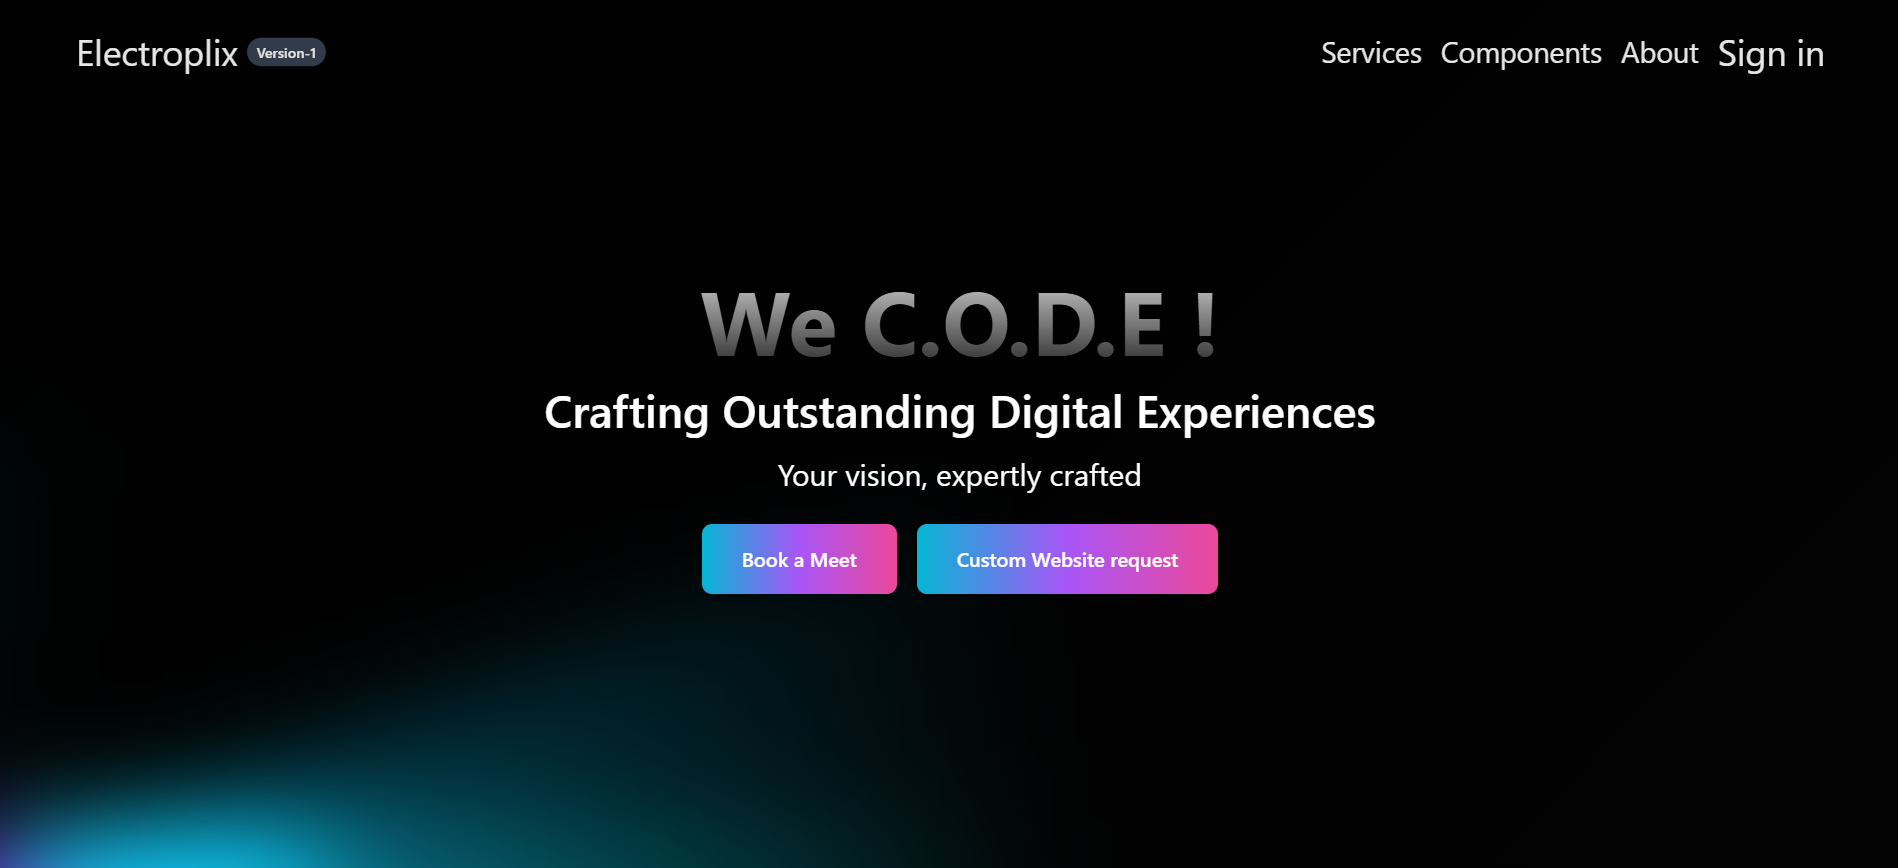 Electroplix Version-1 Services Components About Sign in
We C.O.D.E !
Crafting Outstanding Digital Experiences
Your vision, expertly crafted
Book a Meet Custom Website request